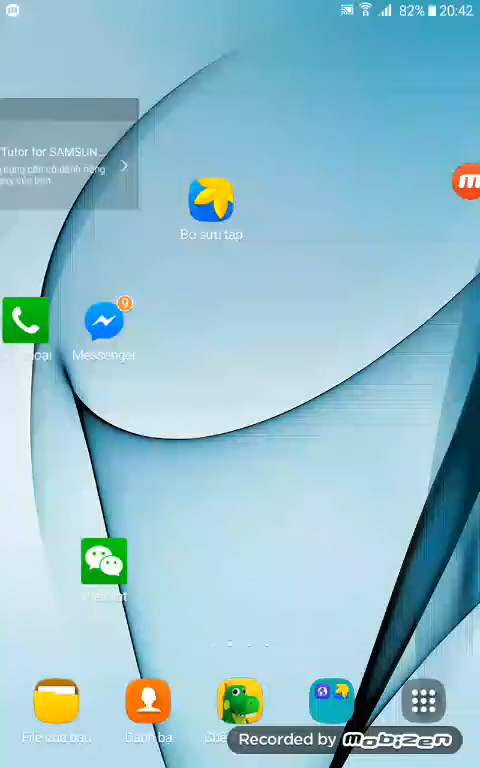 82% 20:42
Tutor for SAMSUN...
Bộ sưu tập
9
Messenger
WeChat
File của bạn
Danh bạ
Recorded by mobizen